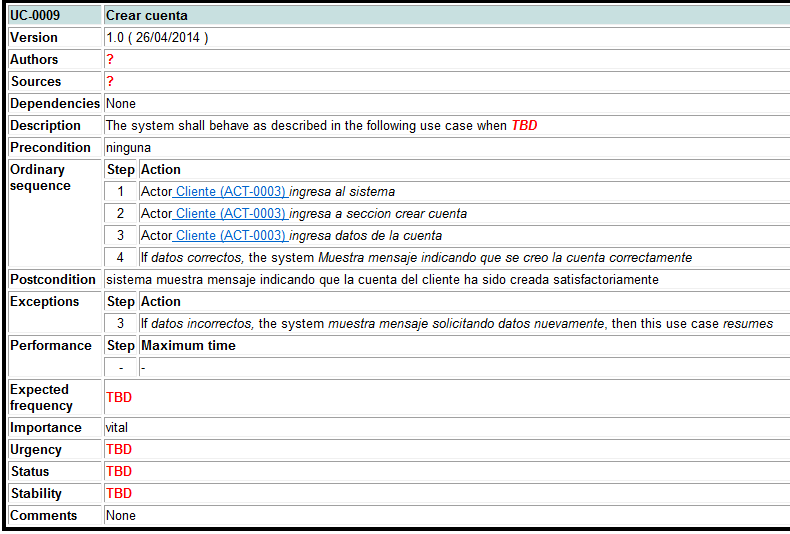 UC-0009 Crear cuenta
Version 1.0 ( 26/04/2014 )
Authors ?
Sources ?
Dependencies None
Description The system shall behave as described in the following use case when TBD
Precondition ninguna
Ordinary sequence Step Action
1 Actor Cliente (ACT-0003) ingresa al sistema
2 Actor Cliente (ACT-0003) ingresa a seccion crear cuenta
3 Actor Cliente (ACT-0003) ingresa datos de la cuenta
4 If datos correctos, the system Muestra mensaje indicando que se creo la cuenta correctamente
Postcondition sistema muestra mensaje indicando que la cuenta del cliente ha sido creada satisfactoriamente
Exceptions Step Action
3 If datos incorrectos, the system muestra mensaje solicitando datos nuevamente, then this use case resumes
Performance Step Maximum time
- -
Expected frequency TBD
Importance vital
Urgency TBD
Status TBD
Stability TBD
Comments None